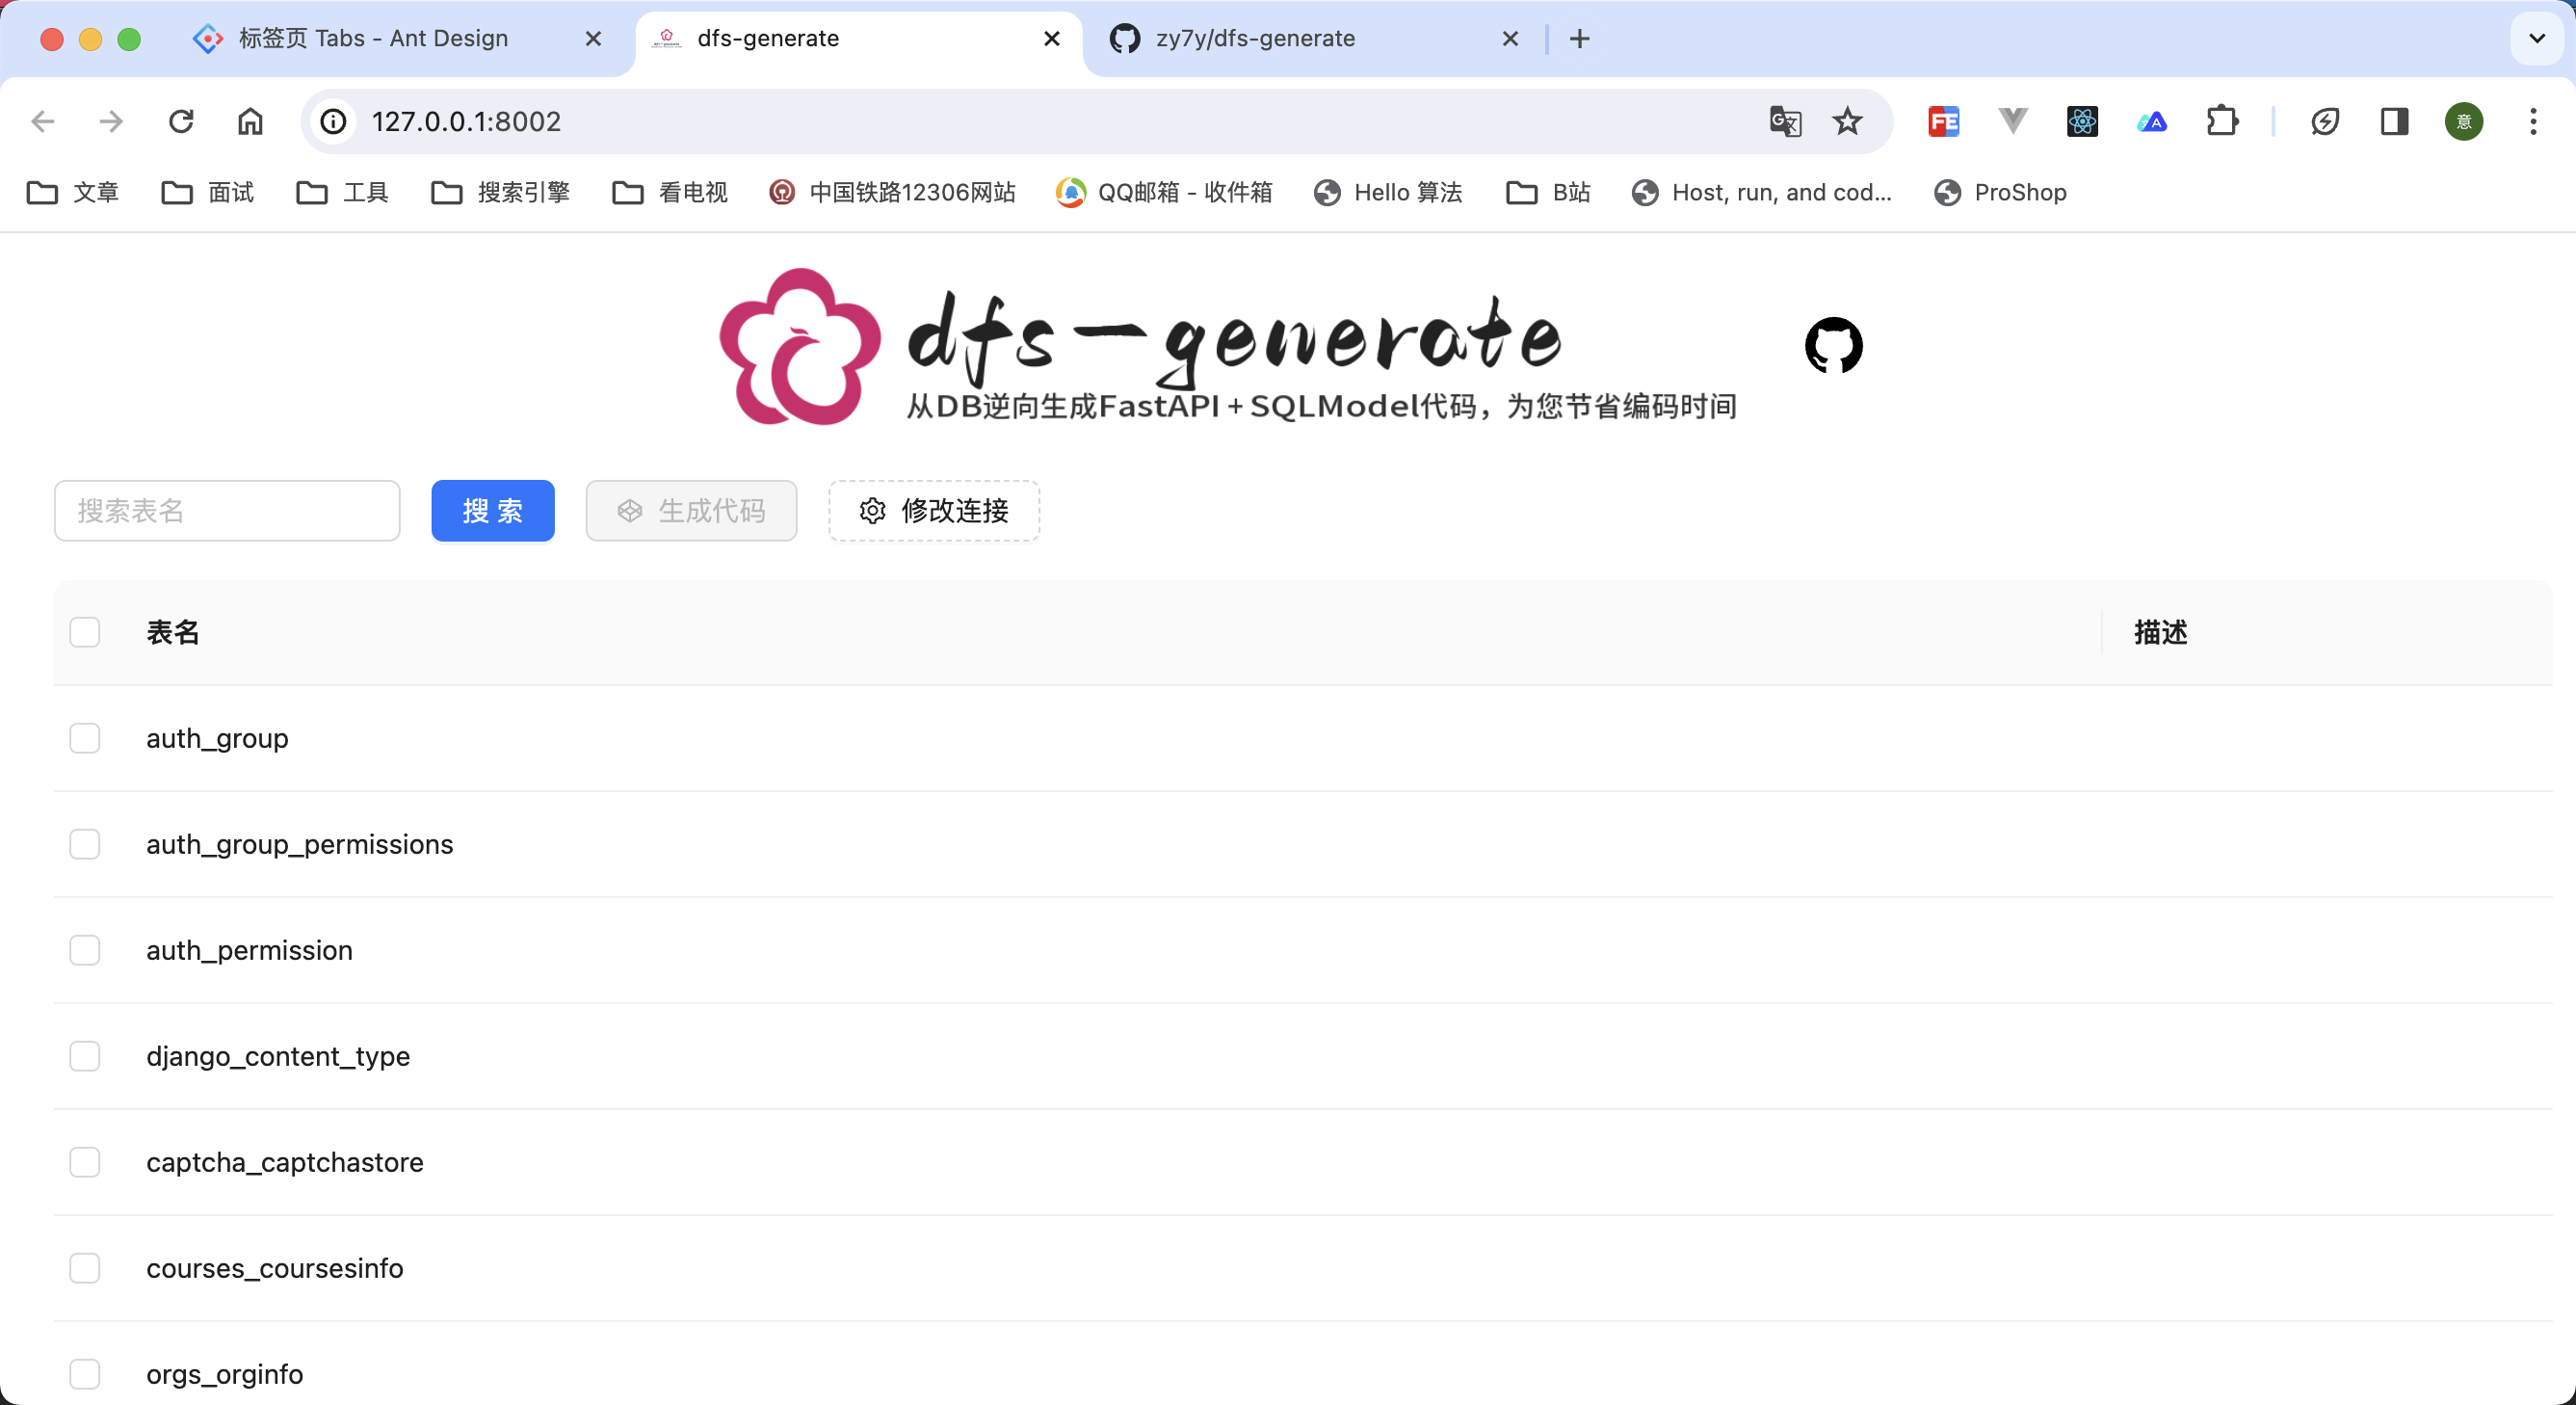 标签页 Tabs - Ant Design
dfs-generate
zy7y/dfs-generate
127.0.0.1:8002
意
文章
面试
工具
搜索引擎
看电视
中国铁路12306网站
QQ邮箱 - 收件箱
Hello 算法
B站
Host, run, and cod...
ProShop
dfs-generate
从DB逆向生成FastAPI+SQLModel代码，为您节省编码时间
搜索表名
搜 索
生成代码
修改连接
表名
描述
auth_group
auth_group_permissions
auth_permission
django_content_type
captcha_captchastore
courses_coursesinfo
orgs_orginfo